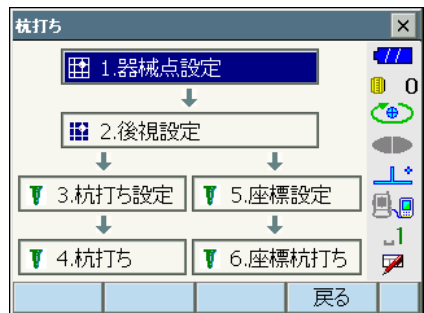 杭打ち
1.器械点設定
0
2.後視設定
3.杭打ち設定
5.座標設定
4.杭打ち
6.座標杭打ち
1
戻る